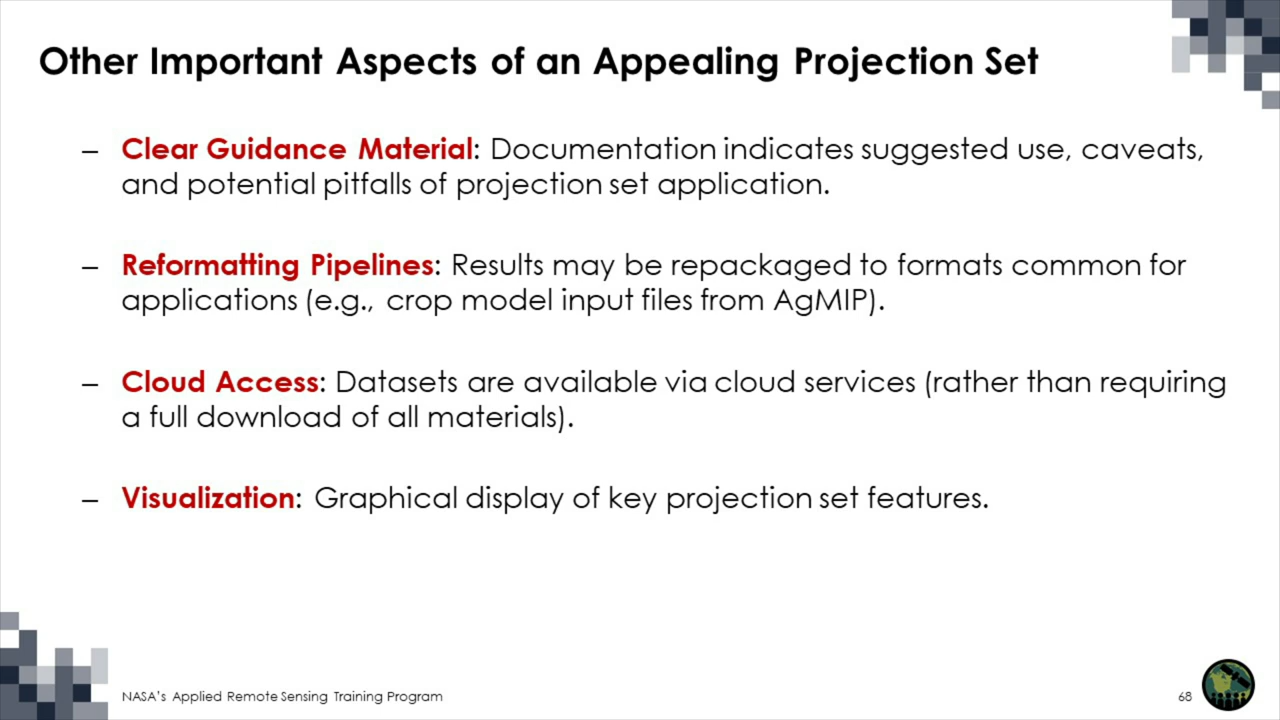 Other Important Aspects of an Appealing Projection Set
– Clear Guidance Material: Documentation indicates suggested use, caveats,
and potential pitfalls of projection set application.
– Reformatting Pipelines: Results may be repackaged to formats common for
applications (e.g., crop model input files from AgMIP).
– Cloud Access: Datasets are available via cloud services (rather than requiring
a full download of all materials).
– Visualization: Graphical display of key projection set features.
NASA's Applied Remote Sensing Training Program
68